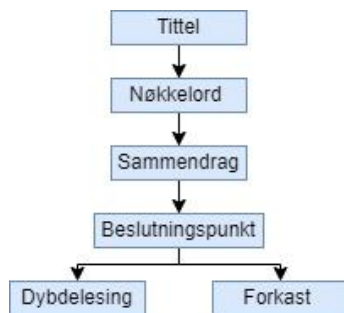 Tittel
Nøkkelord
Sammendrag
Beslutningspunkt
Dybdelesing
Forkast